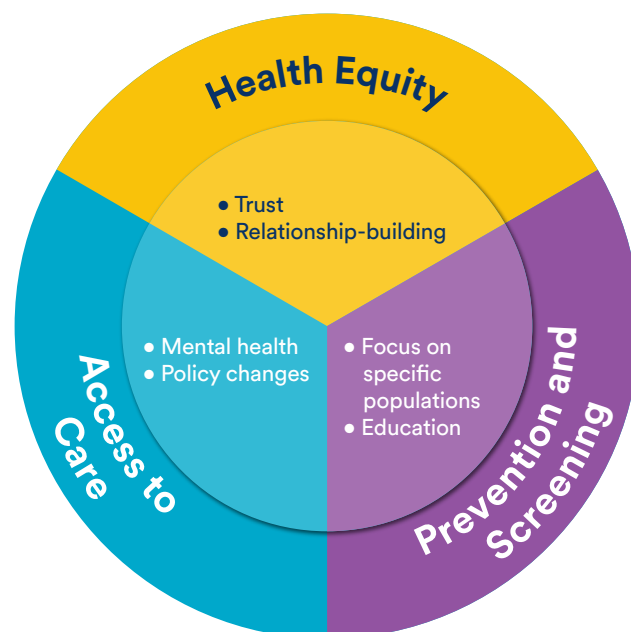 Health Equity
● Trust
● Relationship-building
Access to
Care
● Mental health
● Policy changes
Prevention and
Screening
● Focus on
specific
populations
● Education